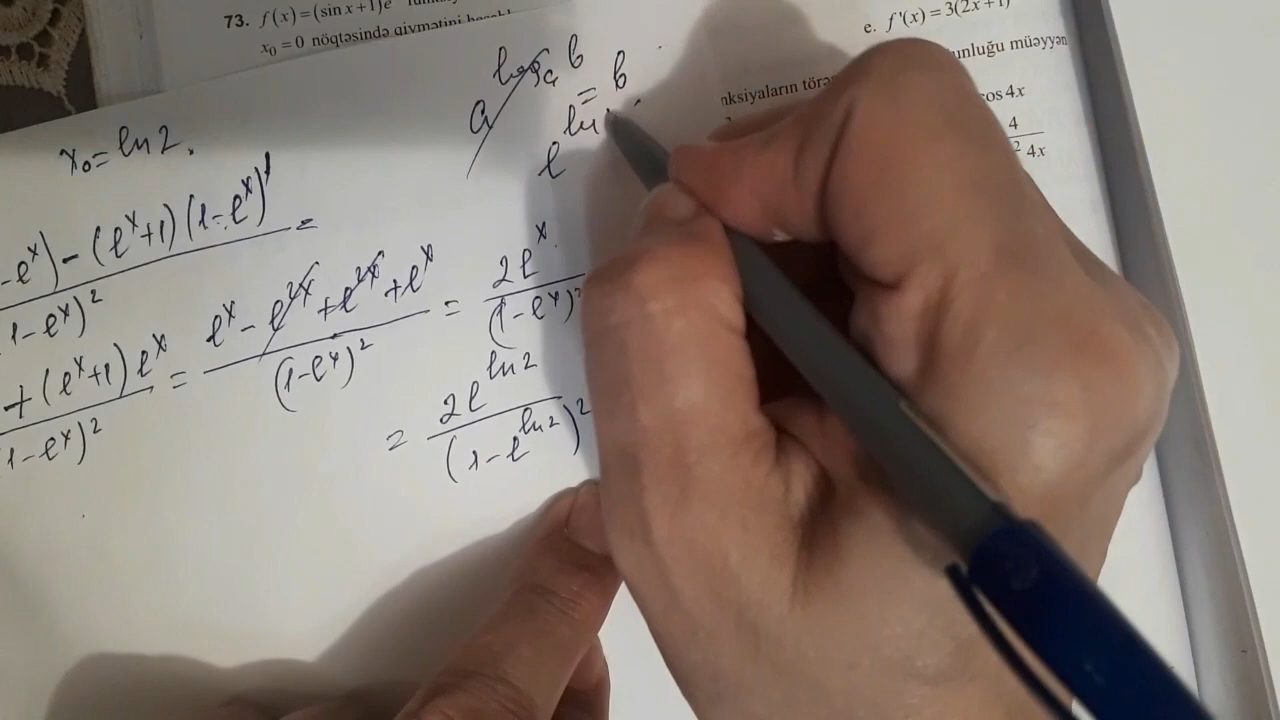 73. f(x)=(sin x+1)e
x₀ = 0 nöqtəsində qiymətini
e. f'(x) = 3(2x+1)
unluğu müəyyən
nksiyaların törə
cos 4x
4
² 4x
a^(log_a b) = b
e^(ln
x₀ = ln 2.
-eˣ) - (eˣ+1)(1-eˣ)' =
1-eˣ)²
+ (eˣ+1)eˣ = eˣ - e²ˣ + e²ˣ + eˣ = 2eˣ
1-eˣ)² (1-eˣ)² (1-eˣ)²
= 2e^(ln 2)
(1-e^(ln 2))²